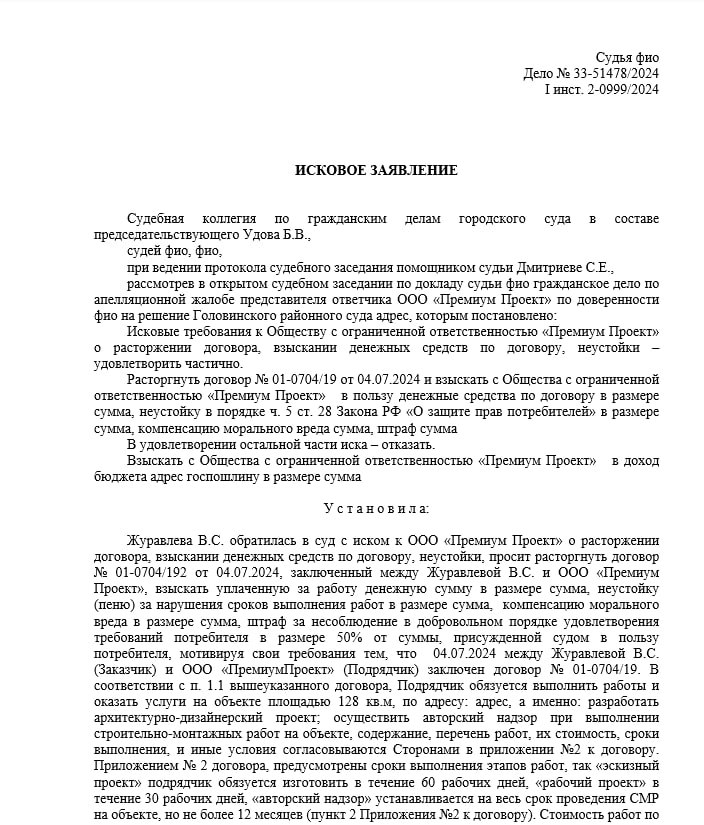 Судья фио
Дело № 33-51478/2024
I инст. 2-0999/2024
ИСКОВОЕ ЗАЯВЛЕНИЕ
Судебная коллегия по гражданским делам городского суда в составе
председательствующего Удова Б.В.,
судей фио, фио,
при ведении протокола судебного заседания помощником судьи Дмитриеве С.Е.,
рассмотрев в открытом судебном заседании по докладу судьи фио гражданское дело по
апелляционной жалобе представителя ответчика ООО «Премиум Проект» по доверенности
фио на решение Головинского районного суда адрес, которым постановлено:
Исковые требования к Обществу с ограниченной ответственностью «Премиум Проект»
о расторжении договора, взыскании денежных средств по договору, неустойки –
удовлетворить частично.
Расторгнуть договор № 01-0704/19 от 04.07.2024 и взыскать с Общества с ограниченной
ответственностью «Премиум Проект» в пользу денежные средства по договору в размере
сумма, неустойку в порядке ч. 5 ст. 28 Закона РФ «О защите прав потребителей» в размере
сумма, компенсацию морального вреда сумма, штраф сумма
В удовлетворении остальной части иска – отказать.
Взыскать с Общества с ограниченной ответственностью «Премиум Проект» в доход
бюджета адрес госпошлину в размере сумма
У с т а н о в и л а:
Журавлева В.С. обратилась в суд с иском к ООО «Премиум Проект» о расторжении
договора, взыскании денежных средств по договору, неустойки, просит расторгнуть договор
№ 01-0704/192 от 04.07.2024, заключенный между Журавлевой В.С. и ООО «Премиум
Проект», взыскать уплаченную за работу денежную сумму в размере сумма, неустойку
(пеню) за нарушения сроков выполнения работ в размере сумма, компенсацию морального
вреда в размере сумма, штраф за несоблюдение в добровольном порядке удовлетворения
требований потребителя в размере 50% от суммы, присужденной судом в пользу
потребителя, мотивируя свои требования тем, что 04.07.2024 между Журавлевой В.С.
(Заказчик) и ООО «ПремиумПроект» (Подрядчик) заключен договор № 01-0704/19. В
соответствии с п. 1.1 вышеуказанного договора, Подрядчик обязуется выполнить работы и
оказать услуги на объекте площадью 128 кв.м, по адресу: адрес, а именно: разработать
архитектурно-дизайнерский проект; осуществить авторский надзор при выполнении
строительно-монтажных работ на объекте, содержание, перечень работ, их стоимость, сроки
выполнения, и иные условия согласовываются Сторонами в приложении №2 к договору.
Приложением № 2 договора, предусмотрены сроки выполнения этапов работ, так «эскизный
проект» подрядчик обязуется изготовить в течение 60 рабочих дней, «рабочий проект» в
течение 30 рабочих дней, «авторский надзор» устанавливается на весь срок проведения СМР
на объекте, но не более 12 месяцев (пункт 2 Приложения №2 к договору). Стоимость работ по